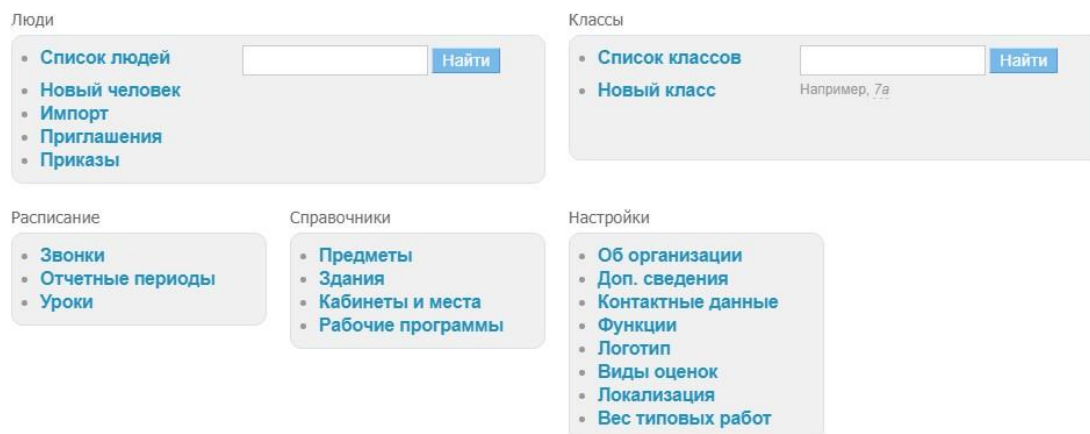 Люди
Список людей
Найти
Новый человек
Импорт
Приглашения
Приказы
Классы
Список классов
Найти
Новый класс
Например, 7а
Расписание
Звонки
Отчетные периоды
Уроки
Справочники
Предметы
Здания
Кабинеты и места
Рабочие программы
Настройки
Об организации
Доп. сведения
Контактные данные
Функции
Логотип
Виды оценок
Локализация
Вес типовых работ